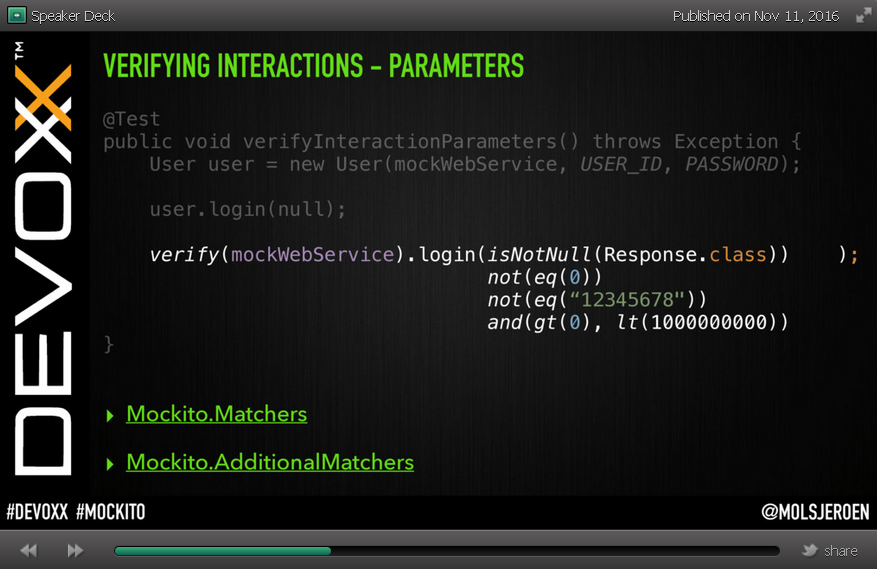 Speaker Deck
Published on Nov 11, 2016
DEVOXX™
VERIFYING INTERACTIONS - PARAMETERS
@Test
public void verifyInteractionParameters() throws Exception {
User user = new User(mockWebService, USER_ID, PASSWORD);
user.login(null);
verify(mockWebService).login(isNotNull(Response.class)) );
not(eq(0))
not(eq(“12345678"))
and(gt(0), lt(1000000000))
}
Mockito.Matchers
Mockito.AdditionalMatchers
#DEVOXX #MOCKITO
@MOLSJEROEN
share